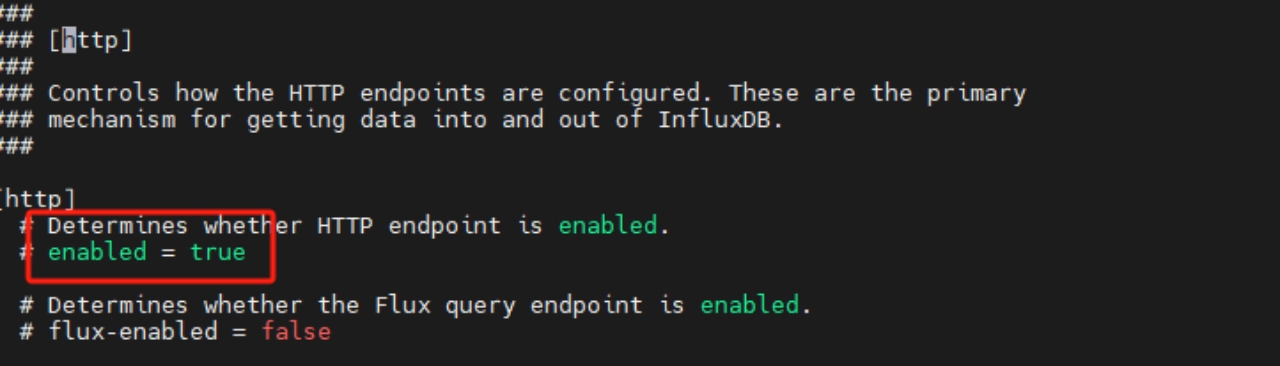 ###
### [http]
###
### Controls how the HTTP endpoints are configured. These are the primary
### mechanism for getting data into and out of InfluxDB.
###
[http]
# Determines whether HTTP endpoint is enabled.
# enabled = true
# Determines whether the Flux query endpoint is enabled.
# flux-enabled = false